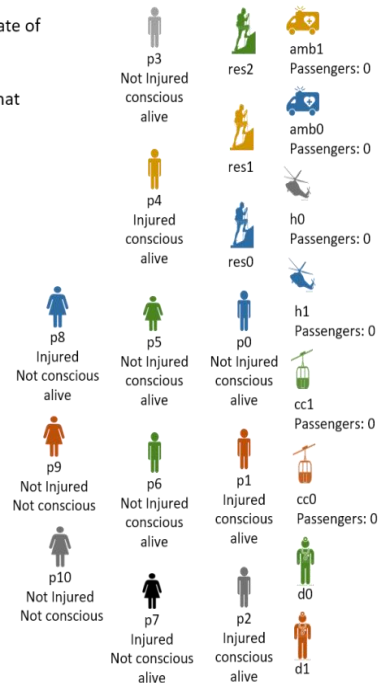 ate of
nat
p3
Not Injured
conscious
alive
p4
Injured
conscious
alive
p8
Injured
Not conscious
alive
p5
Not Injured
conscious
alive
p0
Not Injured
conscious
alive
p9
Not Injured
Not conscious
p6
Not Injured
conscious
alive
p1
Injured
conscious
alive
p10
Not Injured
Not conscious
p7
Injured
Not conscious
alive
p2
Injured
conscious
alive
res2
res1
res0
amb1
Passengers: 0
amb0
Passengers: 0
h0
Passengers: 0
h1
Passengers: 0
cc1
Passengers: 0
cc0
Passengers: 0
d0
d1